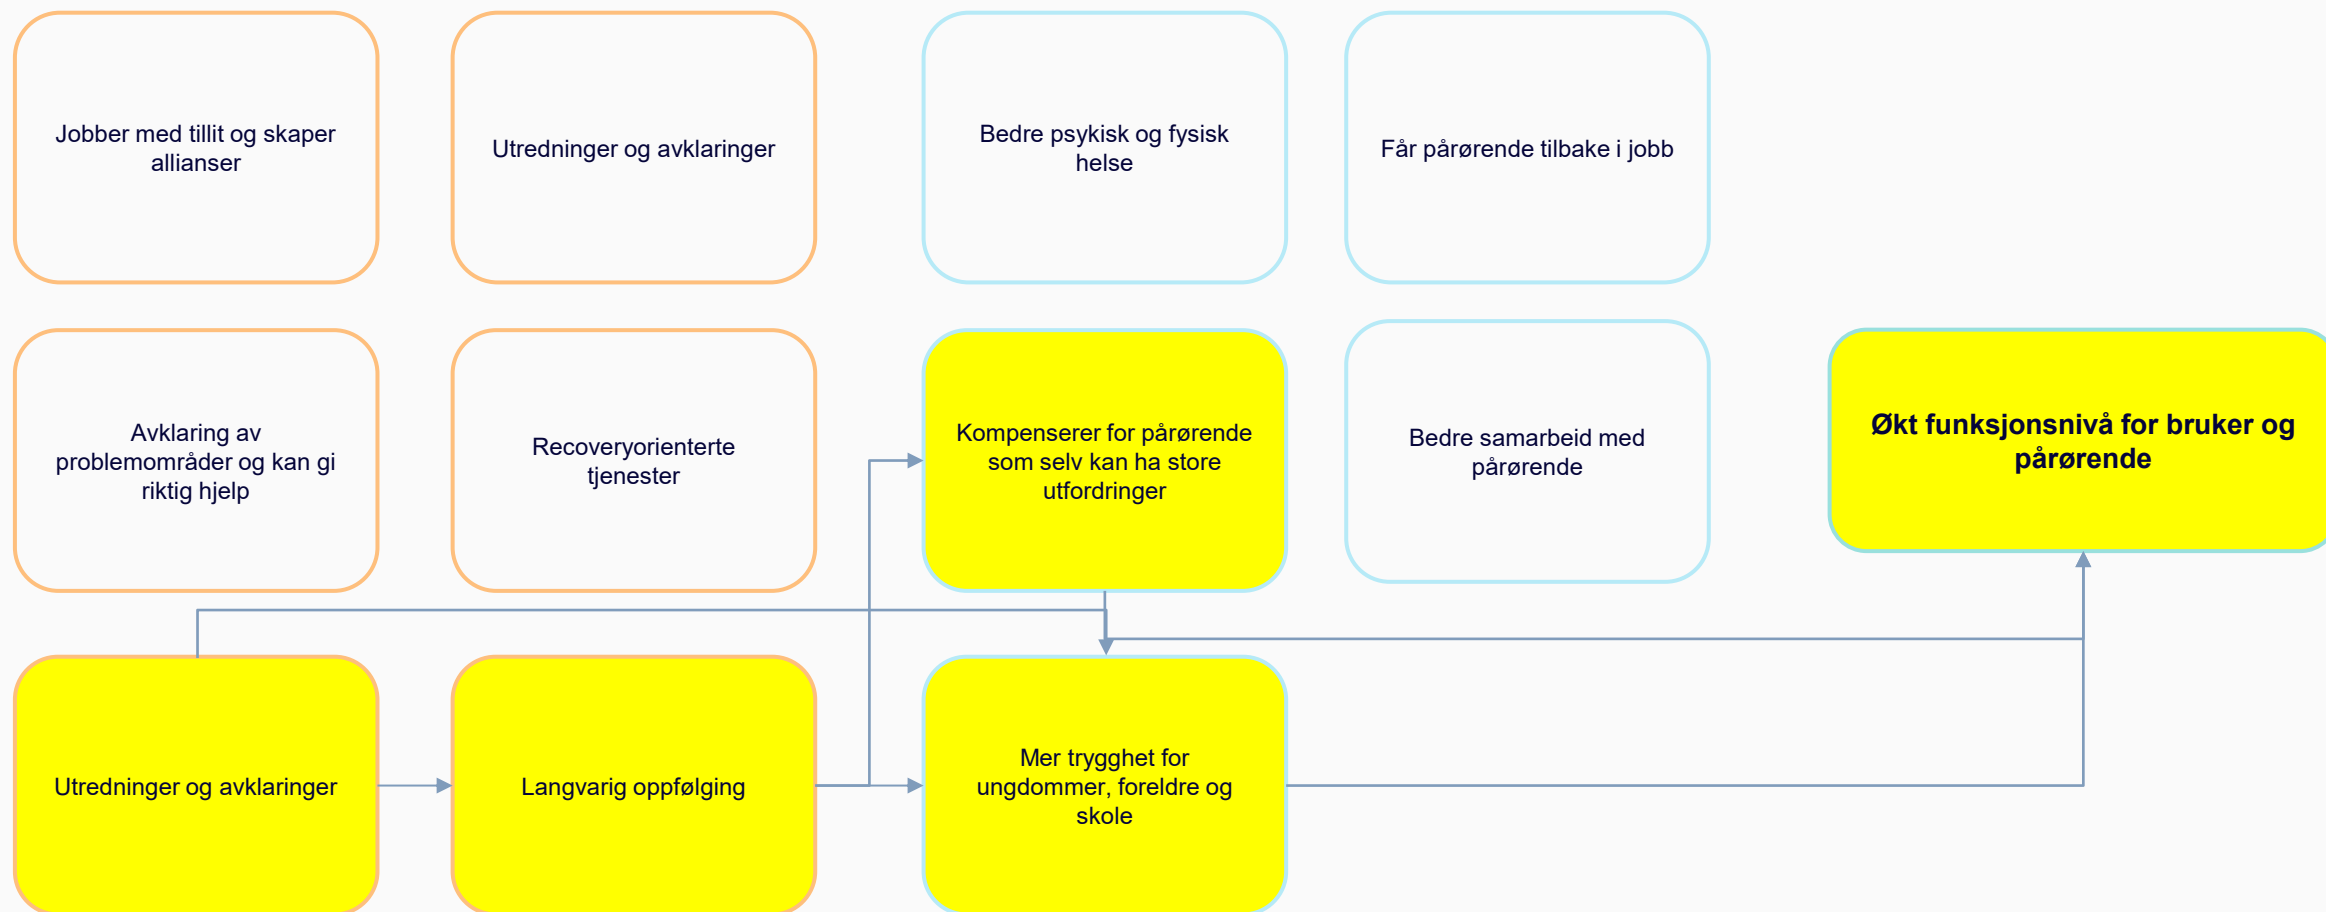 Jobber med tillit og skaper
allianser
Utredninger og avklaringer
Bedre psykisk og fysisk
helse
Får pårørende tilbake i jobb
Avklaring av
problemområder og kan gi
riktig hjelp
Recoveryorienterte
tjenester
Kompenserer for pårørende
som selv kan ha store
utfordringer
Bedre samarbeid med
pårørende
Økt funksjonsnivå for bruker og
pårørende
Utredninger og avklaringer
Langvarig oppfølging
Mer trygghet for
ungdommer, foreldre og
skole